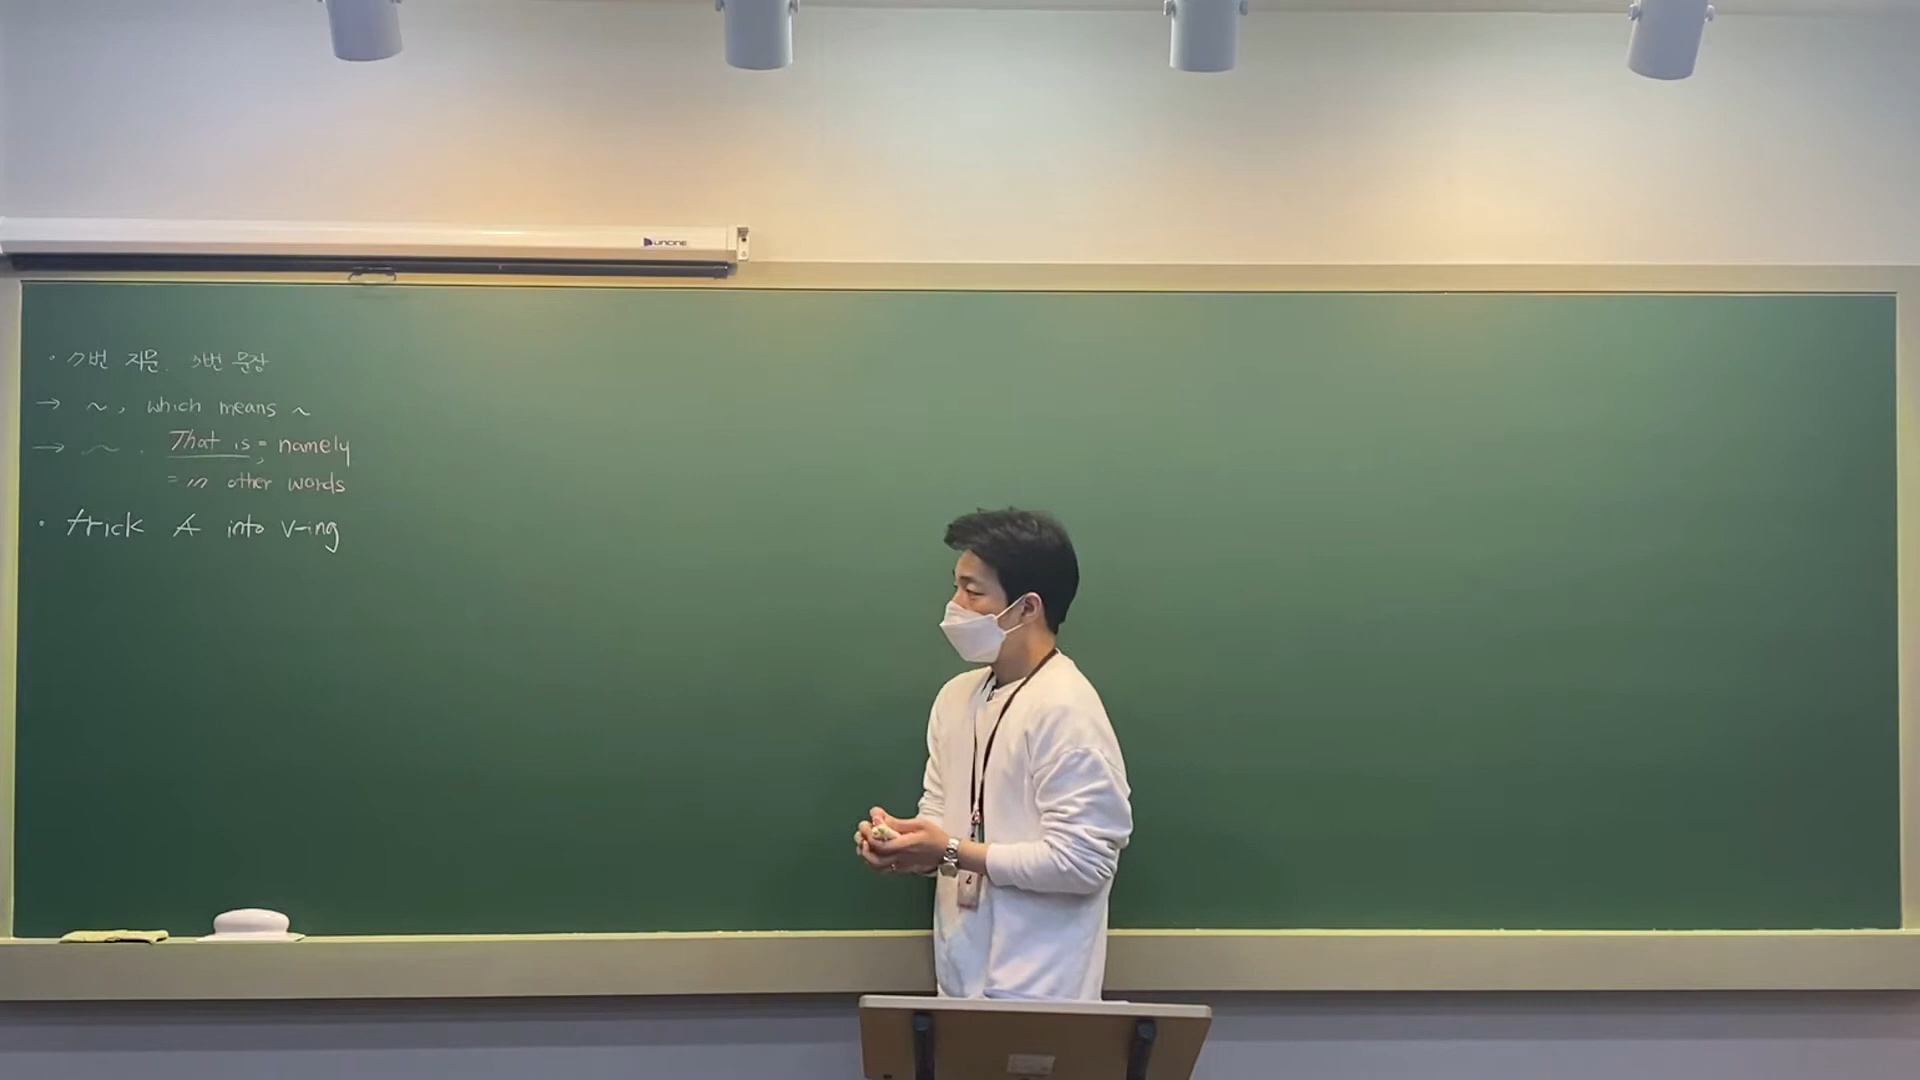 UNCINE
· 7번 지문. 3번 문장
→ ~, which means ~
→ ~. That is, = namely
= in other words
· trick A into v-ing